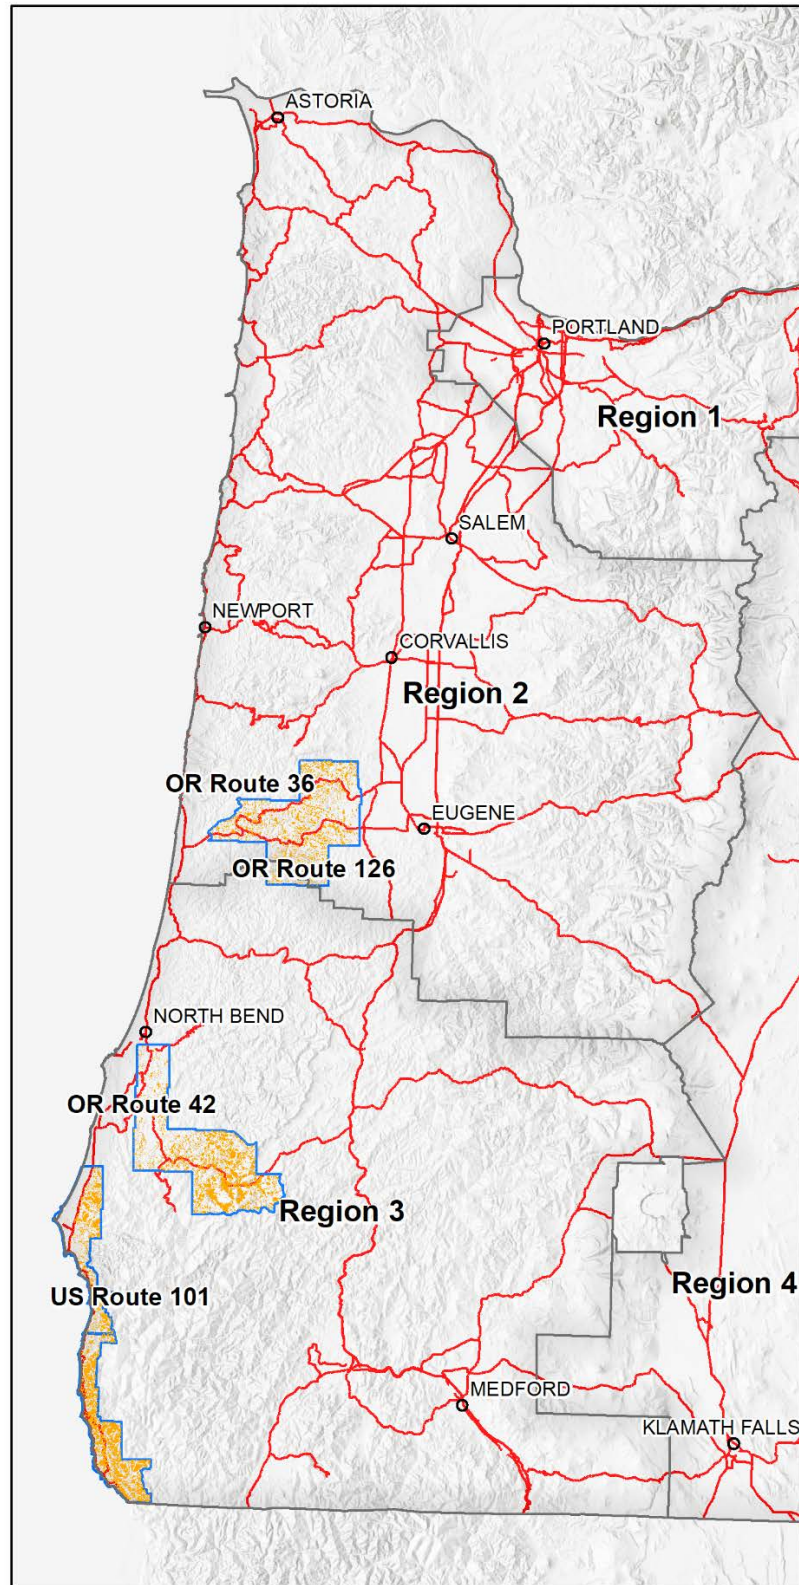 ASTORIA
PORTLAND
Region 1
SALEM
NEWPORT
CORVALLIS
Region 2
OR Route 36
EUGENE
OR Route 126
NORTH BEND
OR Route 42
Region 3
Region 4
US Route 101
MEDFORD
KLAMATH FALLS